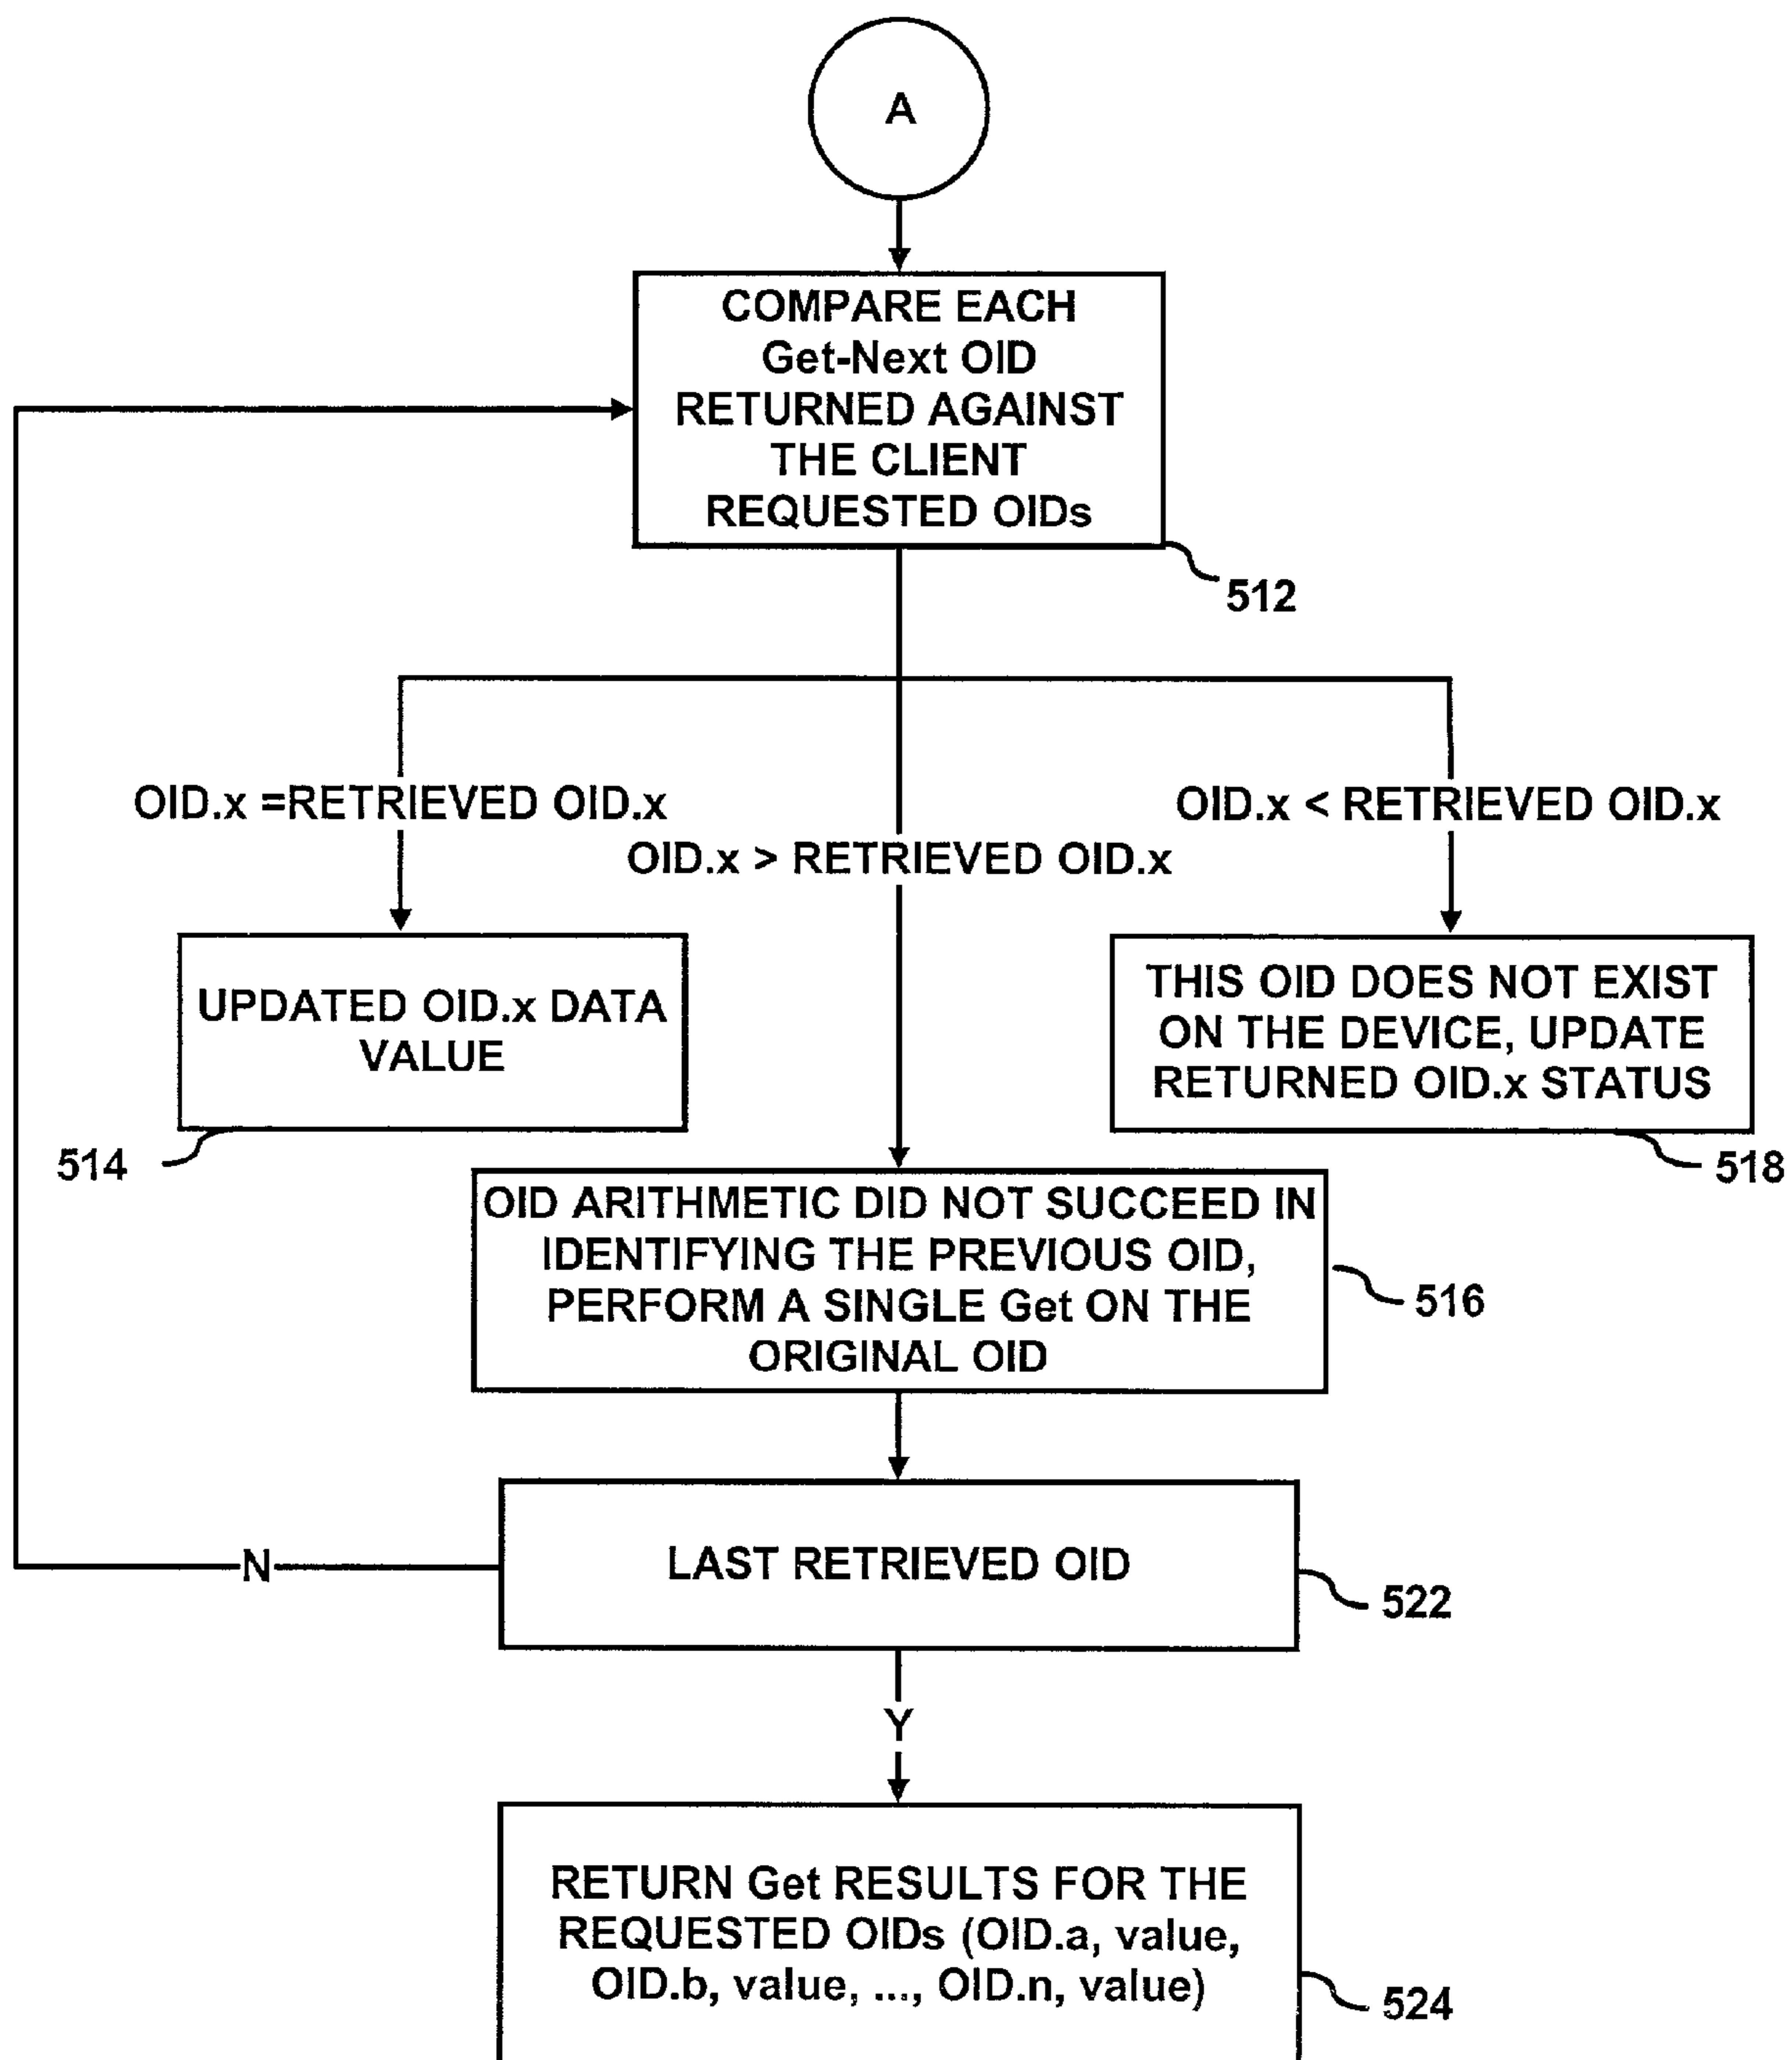 A
COMPARE EACH
Get-Next OID
RETURNED AGAINST
THE CLIENT
REQUESTED OIDs
512
OID.x =RETRIEVED OID.x
OID.x > RETRIEVED OID.x
OID.x < RETRIEVED OID.x
UPDATED OID.x DATA
VALUE
514
THIS OID DOES NOT EXIST
ON THE DEVICE, UPDATE
RETURNED OID.x STATUS
518
OID ARITHMETIC DID NOT SUCCEED IN
IDENTIFYING THE PREVIOUS OID,
PERFORM A SINGLE Get ON THE
ORIGINAL OID
516
LAST RETRIEVED OID
522
N
Y
RETURN Get RESULTS FOR THE
REQUESTED OIDs (OID.a, value,
OID.b, value, ..., OID.n, value)
524